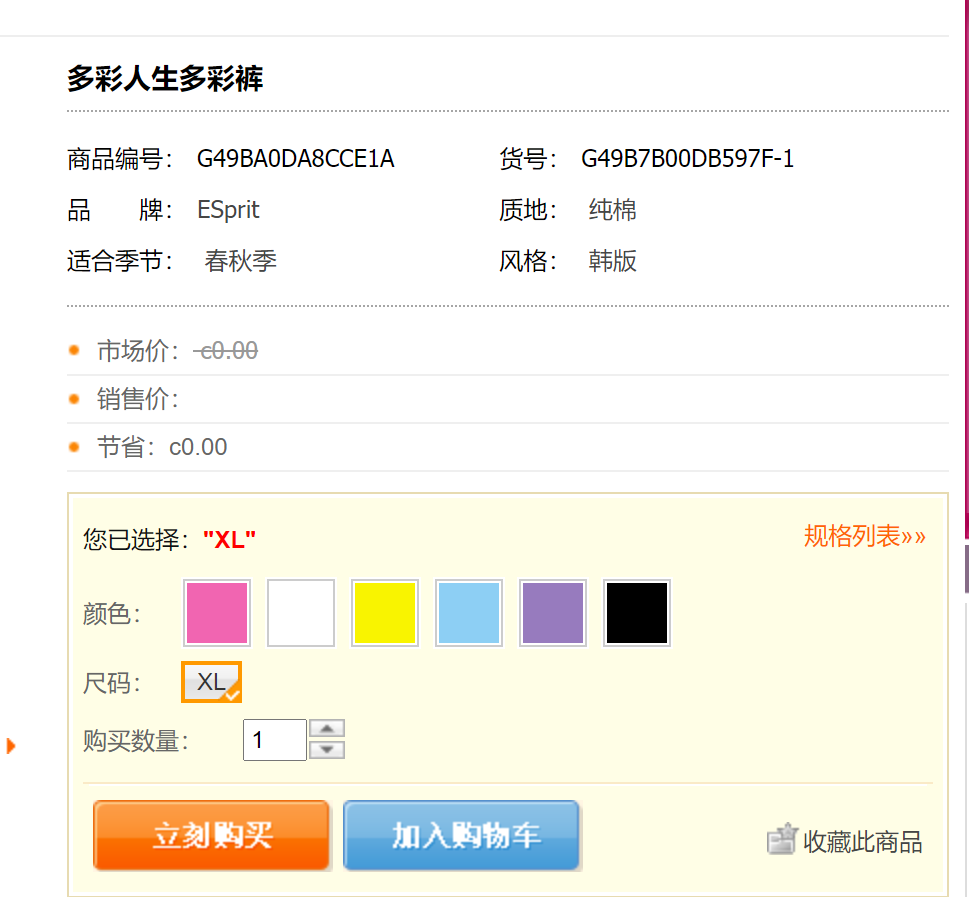 多彩人生多彩裤
商品编号： G49BA0DA8CCE1A 货号： G49B7B00DB597F-1
品 牌： ESprit 质地： 纯棉
适合季节： 春秋季 风格： 韩版
市场价： c0.00
销售价：
节省：c0.00
您已选择："XL" 规格列表»»
颜色：
尺码： XL
购买数量： 1
立刻购买 加入购物车 收藏此商品